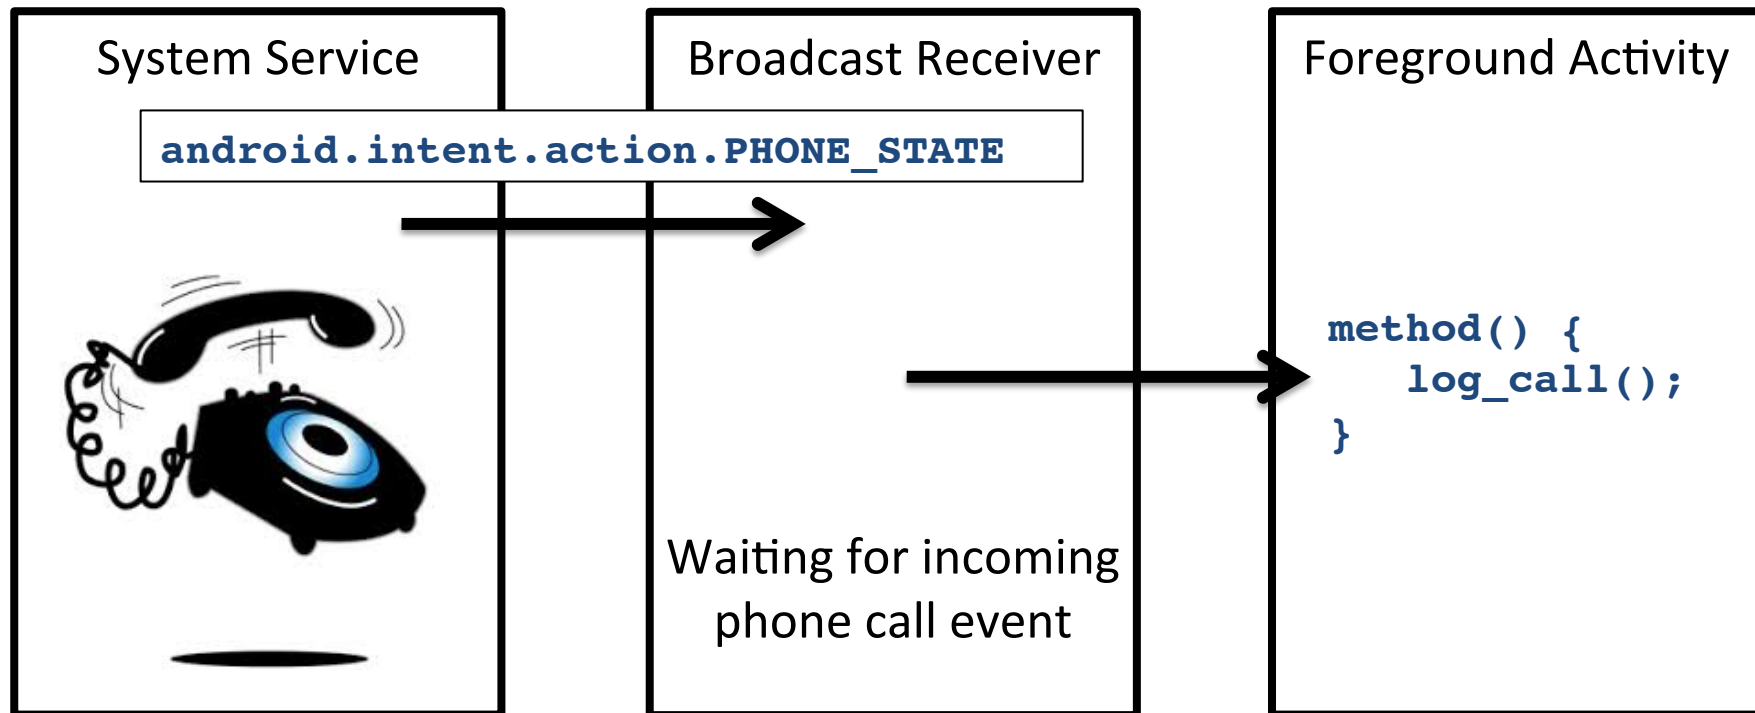 System Service
android.intent.action.PHONE_STATE
Broadcast Receiver
Waiting for incoming
phone call event
Foreground Activity
method() {
log_call();
}